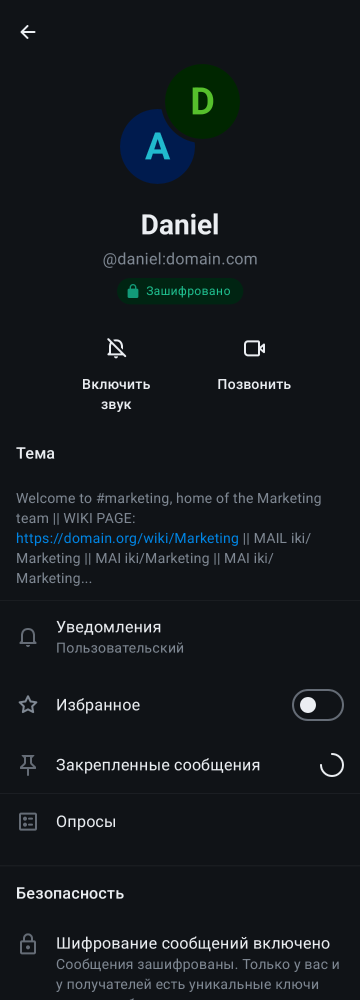 D
A
Daniel
@daniel:domain.com
Зашифровано
Включить
звук
Позвонить
Тема
Welcome to #marketing, home of the Marketing
team || WIKI PAGE:
https://domain.org/wiki/Marketing || MAIL iki/
Marketing || MAI iki/Marketing || MAI iki/
Marketing...
Уведомления
Пользовательский
Избранное
Закрепленные сообщения
Опросы
Безопасность
Шифрование сообщений включено
Сообщения зашифрованы. Только у вас и
у получателей есть уникальные ключи